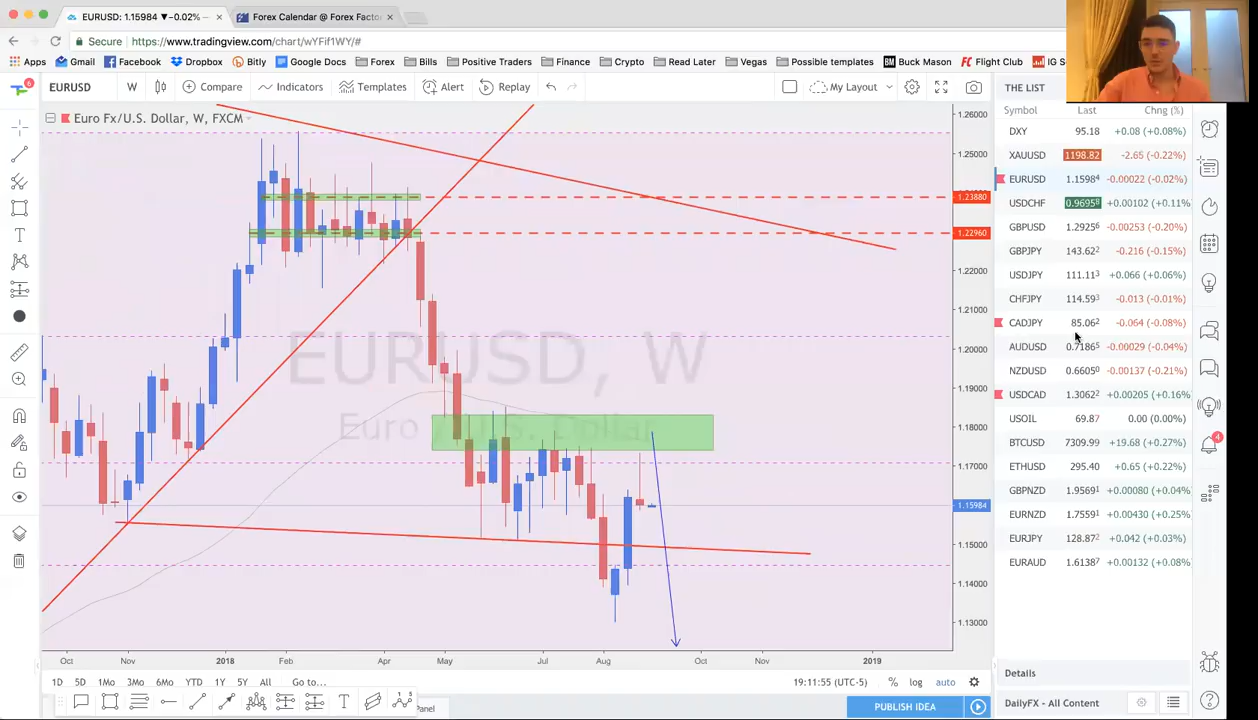 EURUSD: 1.15984 ▼−0.02%
Forex Calendar @ Forex Facto
Secure
https://www.tradingview.com/chart/wYFif1WY/#
Apps Gmail Facebook Dropbox Bitly Google Docs Forex Bills Positive Traders Finance Crypto Read Later Vegas Possible templates Buck Mason Flight Club IG S
EURUSD W Compare Indicators Templates Alert Replay My Layout
THE LIST
Symbol Last Chng (%)
Euro Fx/U.S. Dollar, W, FXCM
EURUSD, W
Euro / U.S. Dollar
1.26000
1.25000
1.23880
1.22960
1.22000
1.21000
1.20000
1.19000
1.18000
1.17000
1.15984
1.15000
1.14000
1.13000
DXY 95.18 +0.08 (+0.08%)
XAUUSD 1198.82 -2.65 (-0.22%)
EURUSD 1.15984 -0.00022 (-0.02%)
USDCHF 0.96958 +0.00102 (+0.11%)
GBPUSD 1.29256 -0.00253 (-0.20%)
GBPJPY 143.622 -0.216 (-0.15%)
USDJPY 111.113 +0.066 (+0.06%)
CHFJPY 114.593 -0.013 (-0.01%)
CADJPY 85.062 -0.064 (-0.08%)
AUDUSD 0.71865 -0.00029 (-0.04%)
NZDUSD 0.66050 -0.00137 (-0.21%)
USDCAD 1.30622 +0.00205 (+0.16%
USOIL 69.87 0.00 (0.00%)
BTCUSD 7309.99 +19.68 (+0.27%)
ETHUSD 295.40 +0.65 (+0.22%)
GBPNZD 1.95691 +0.00080 (+0.04%
EURNZD 1.75591 +0.00430 (+0.25%
EURJPY 128.872 +0.042 (+0.03%)
EURAUD 1.61387 +0.00132 (+0.08%
Oct Nov 2018 Feb Apr May Jul Aug Oct Nov 2019
1D 5D 1Mo 3Mo 6Mo YTD 1Y 5Y All Go to...
19:11:55 (UTC-5) % log auto
Details
Panel
PUBLISH IDEA
DailyFX - All Content